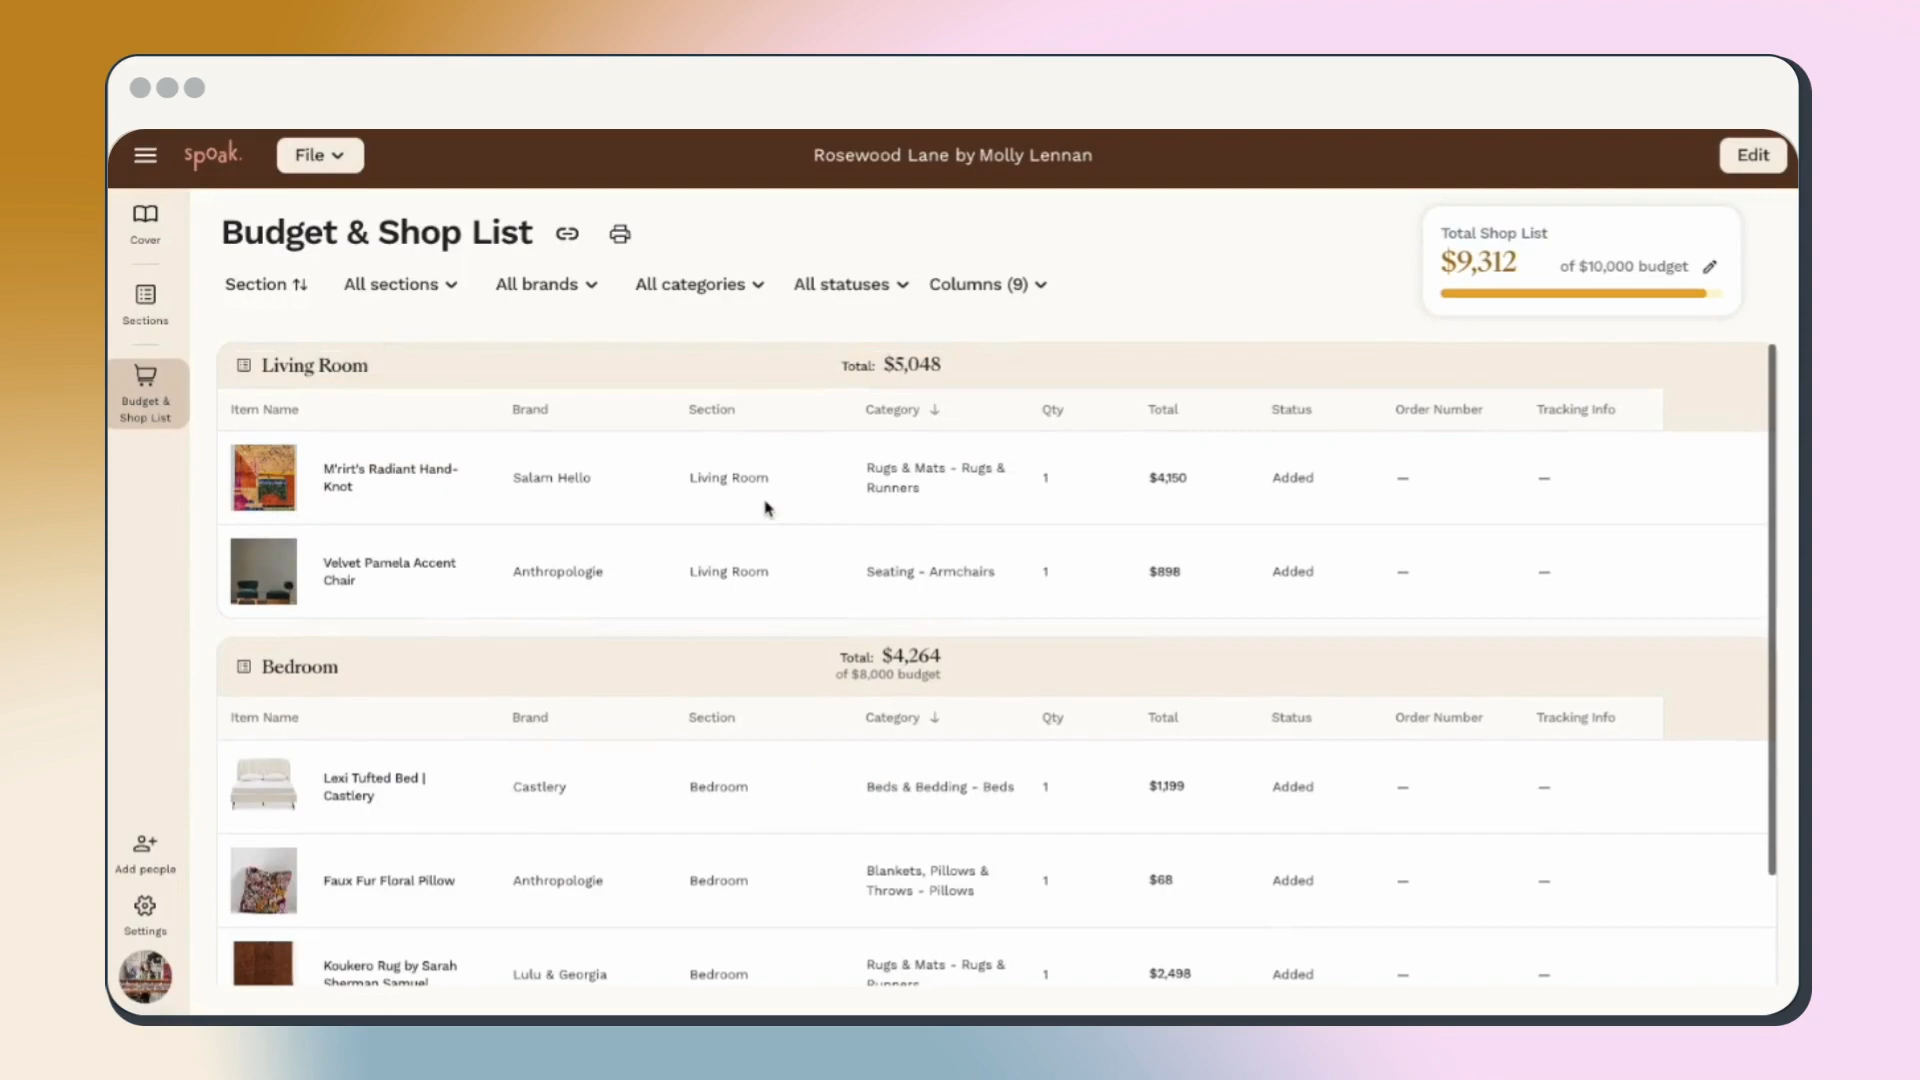 spoak.
File
Rosewood Lane by Molly Lennan
Edit
Cover
Sections
Budget &
Shop List
Add people
Settings
Budget & Shop List
Total Shop List
$9,312 of $10,000 budget
Section All sections All brands All categories All statuses Columns (9)
Living Room Total: $5,048
Item Name Brand Section Category Qty Total Status Order Number Tracking Info
M'rirt's Radiant Hand-
Knot
Salam Hello
Living Room
Rugs & Mats - Rugs &
Runners
1
$4,150
Added
—
—
Velvet Pamela Accent
Chair
Anthropologie
Living Room
Seating - Armchairs
1
$898
Added
—
—
Bedroom Total: $4,264
of $8,000 budget
Item Name Brand Section Category Qty Total Status Order Number Tracking Info
Lexi Tufted Bed |
Castlery
Castlery
Bedroom
Beds & Bedding - Beds
1
$1,199
Added
—
—
Faux Fur Floral Pillow
Anthropologie
Bedroom
Blankets, Pillows &
Throws - Pillows
1
$68
Added
—
—
Koukero Rug by Sarah
Sherman Samuel
Lulu & Georgia
Bedroom
Rugs & Mats - Rugs &
Runners
1
$2,498
Added
—
—